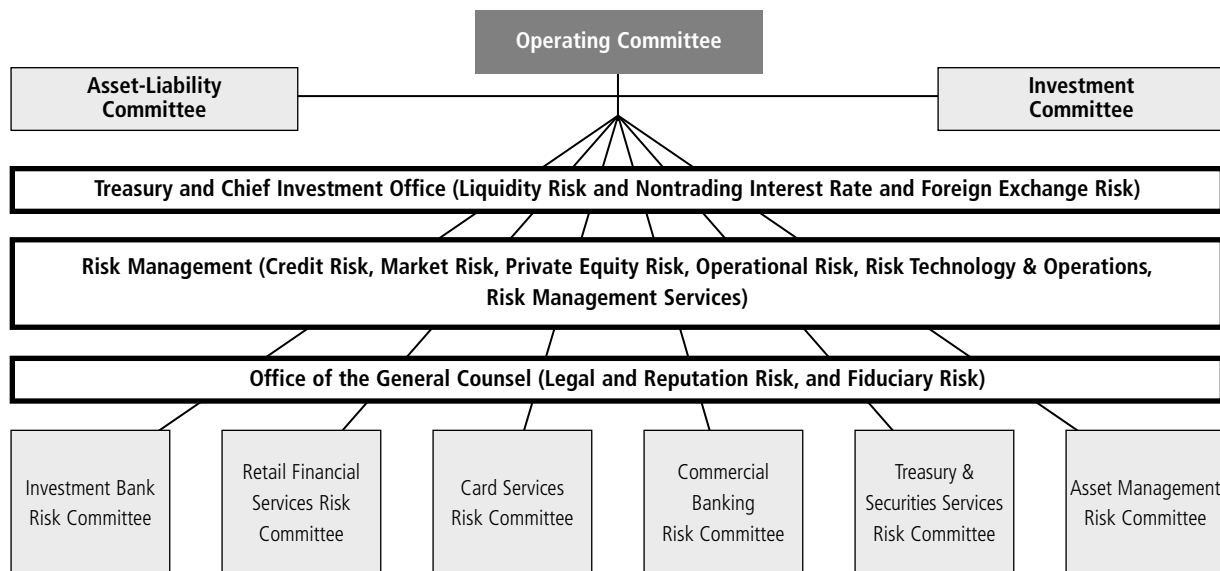 Operating Committee
Asset-Liability
Committee
Investment
Committee
Treasury and Chief Investment Office (Liquidity Risk and Nontrading Interest Rate and Foreign Exchange Risk)
Risk Management (Credit Risk, Market Risk, Private Equity Risk, Operational Risk, Risk Technology & Operations,
Risk Management Services)
Office of the General Counsel (Legal and Reputation Risk, and Fiduciary Risk)
Investment Bank
Risk Committee
Retail Financial
Services Risk
Committee
Card Services
Risk Committee
Commercial
Banking
Risk Committee
Treasury &
Securities Services
Risk Committee
Asset Management
Risk Committee